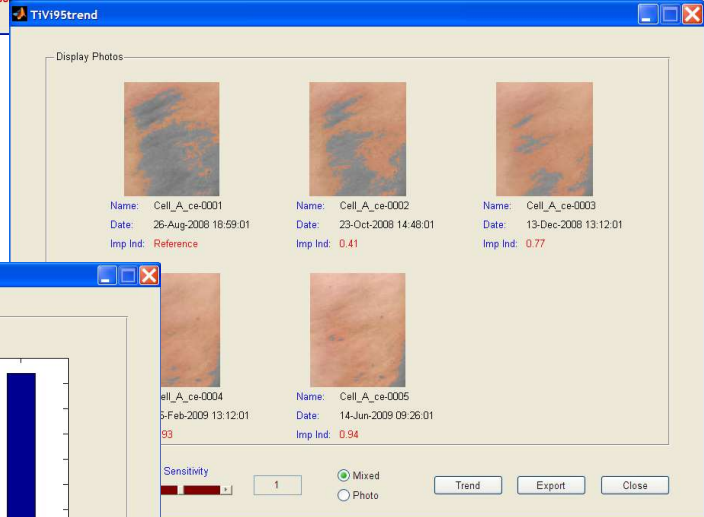 TiVi95trend
Display Photos
Name: Cell_A_ce-0001
Date: 26-Aug-2008 18:59:01
Imp Ind: Reference
Name: Cell_A_ce-0002
Date: 23-Oct-2008 14:48:01
Imp Ind: 0.41
Name: Cell_A_ce-0003
Date: 13-Dec-2008 13:12:01
Imp Ind: 0.77
ell_A_ce-0004
-Feb-2009 13:12:01
93
Name: Cell_A_ce-0005
Date: 14-Jun-2009 09:26:01
Imp Ind: 0.94
Sensitivity
1
Mixed
Photo
Trend
Export
Close